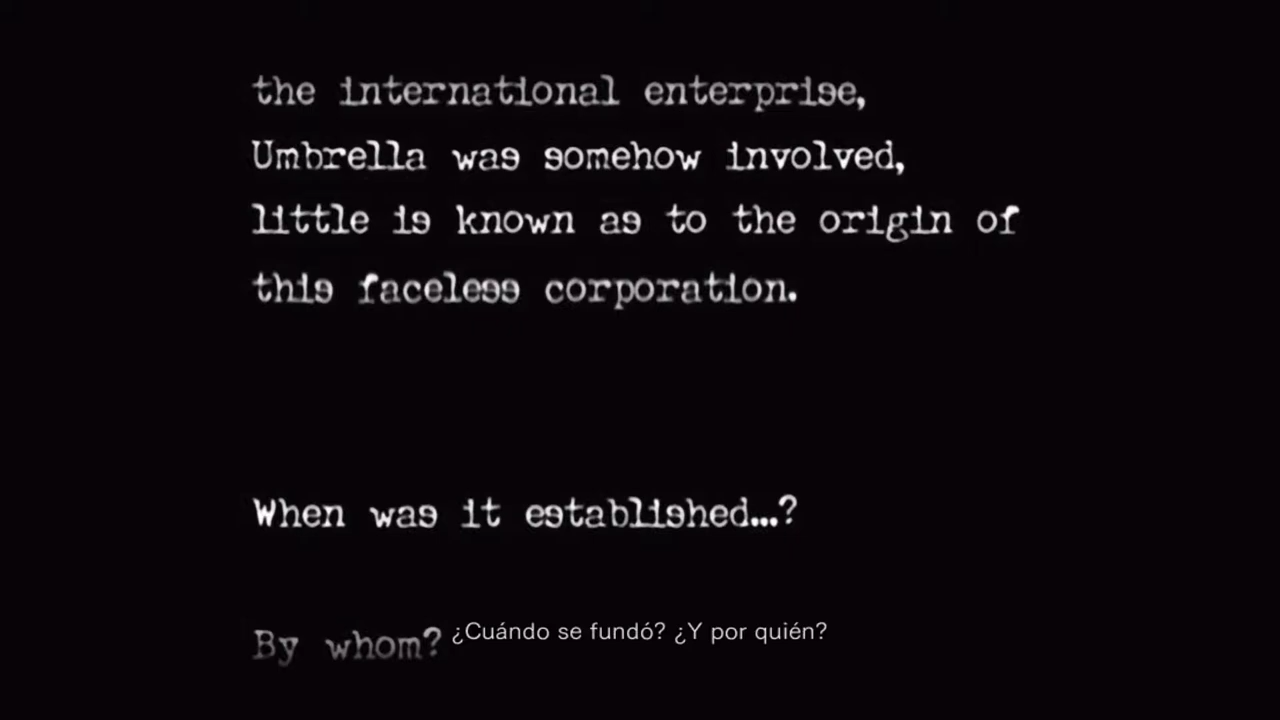 the international enterprise,
Umbrella was somehow involved,
little is known as to the origin of
this faceless corporation.
When was it established...?
By whom?
¿Cuándo se fundó? ¿Y por quién?